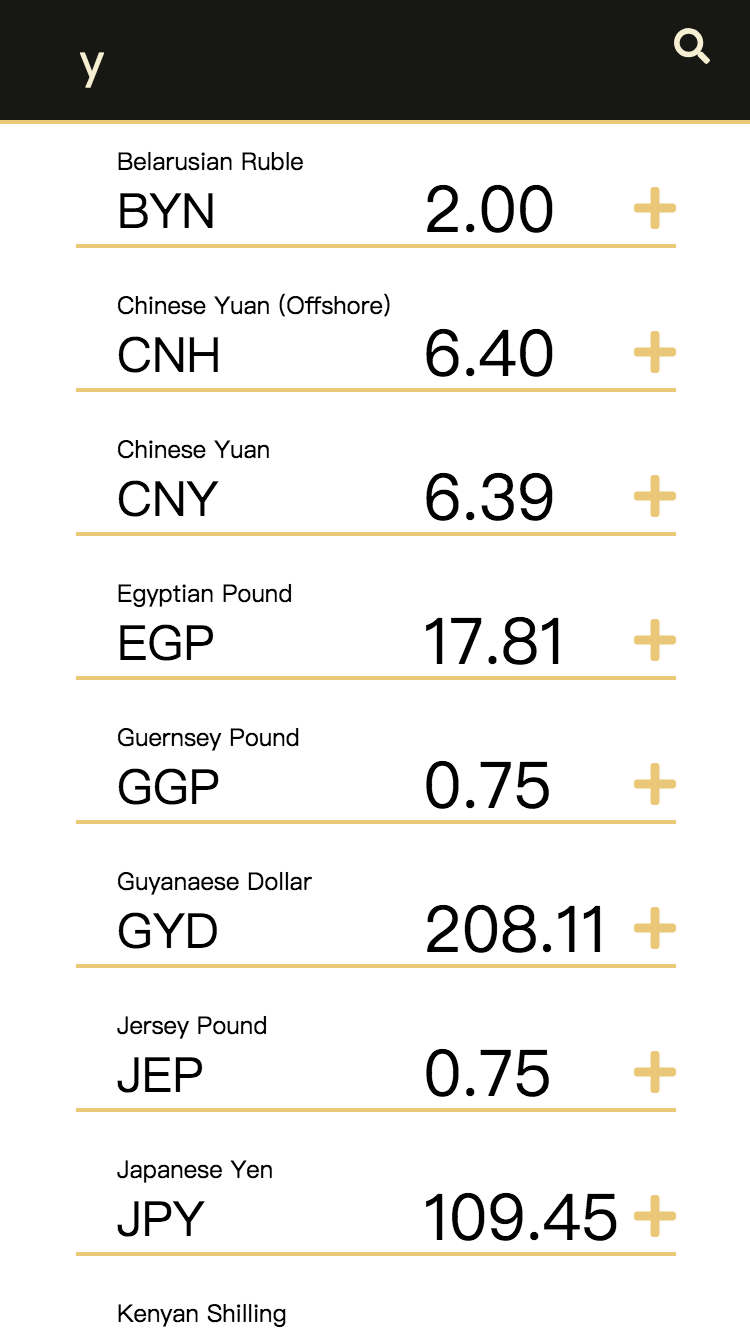 y
Belarusian Ruble
BYN 2.00
Chinese Yuan (Offshore)
CNH 6.40
Chinese Yuan
CNY 6.39
Egyptian Pound
EGP 17.81
Guernsey Pound
GGP 0.75
Guyanaese Dollar
GYD 208.11
Jersey Pound
JEP 0.75
Japanese Yen
JPY 109.45
Kenyan Shilling